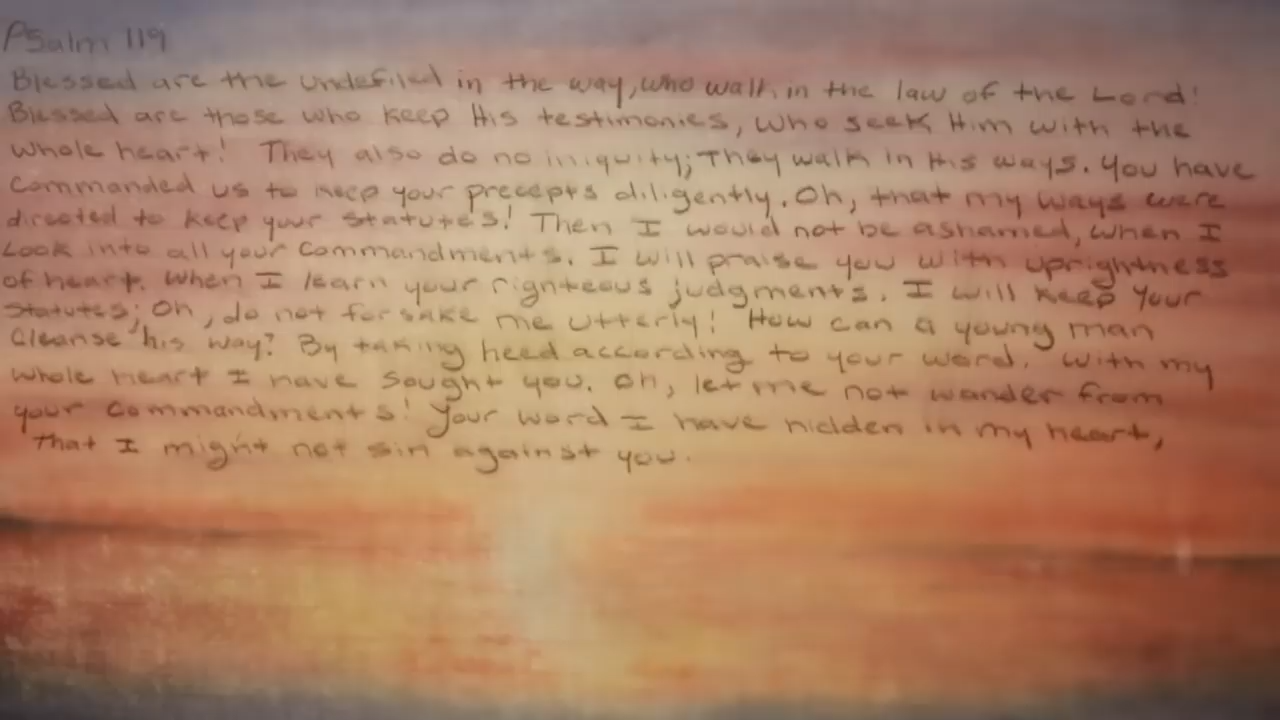 Psalm 119
Blessed are the undefiled in the way, who walk in the law of the Lord!
Blessed are those who keep His testimonies, who seek Him with the
whole heart! They also do no iniquity; They walk in His ways. You have
commanded us to keep your precepts diligently. Oh, that my ways were
directed to keep your statutes! Then I would not be ashamed, when I
Look into all your commandments. I will praise you with uprightness
of heart, when I learn your righteous judgments. I will keep your
statutes; Oh, do not forsake me utterly! How can a young man
cleanse his way? By taking heed according to your word. With my
whole heart I have sought you. Oh, let me not wander from
your commandments! Your word I have hidden in my heart,
that I might not sin against you.